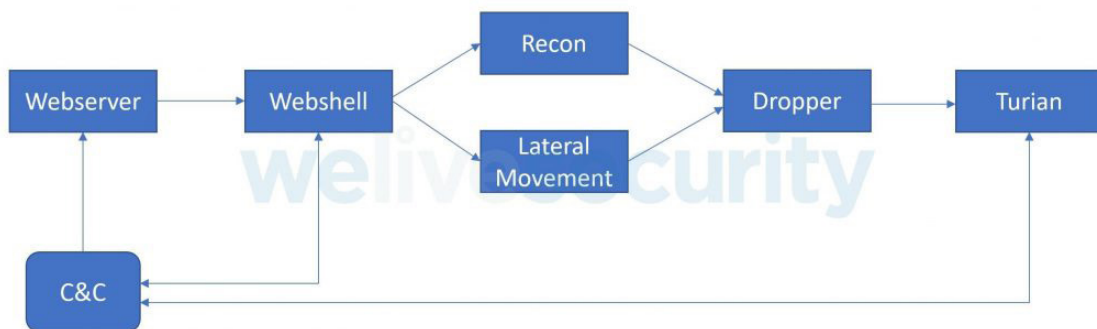 Recon
Webserver
Webshell
Dropper
Turian
Lateral
Movement
welivesecurity
C&C